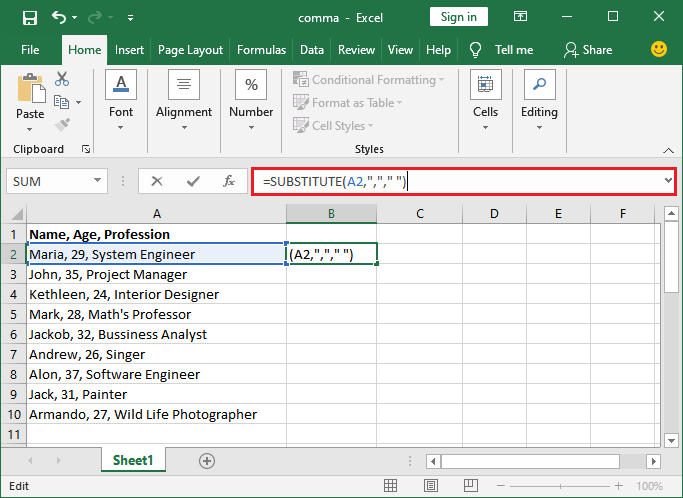 comma - Excel
Sign in
File Home Insert Page Layout Formulas Data Review View Help Tell me Share
Paste
Clipboard
Font
Alignment
%
Number
Conditional Formatting
Format as Table
Cell Styles
Styles
Cells
Editing
SUM fx =SUBSTITUTE(A2,","," ")
A B C D E F
1 Name, Age, Profession
2 Maria, 29, System Engineer (A2,","," ")
3 John, 35, Project Manager
4 Kethleen, 24, Interior Designer
5 Mark, 28, Math's Professor
6 Jackob, 32, Bussiness Analyst
7 Andrew, 26, Singer
8 Alon, 37, Software Engineer
9 Jack, 31, Painter
10 Armando, 27, Wild Life Photographer
11
Sheet1
Edit 100%